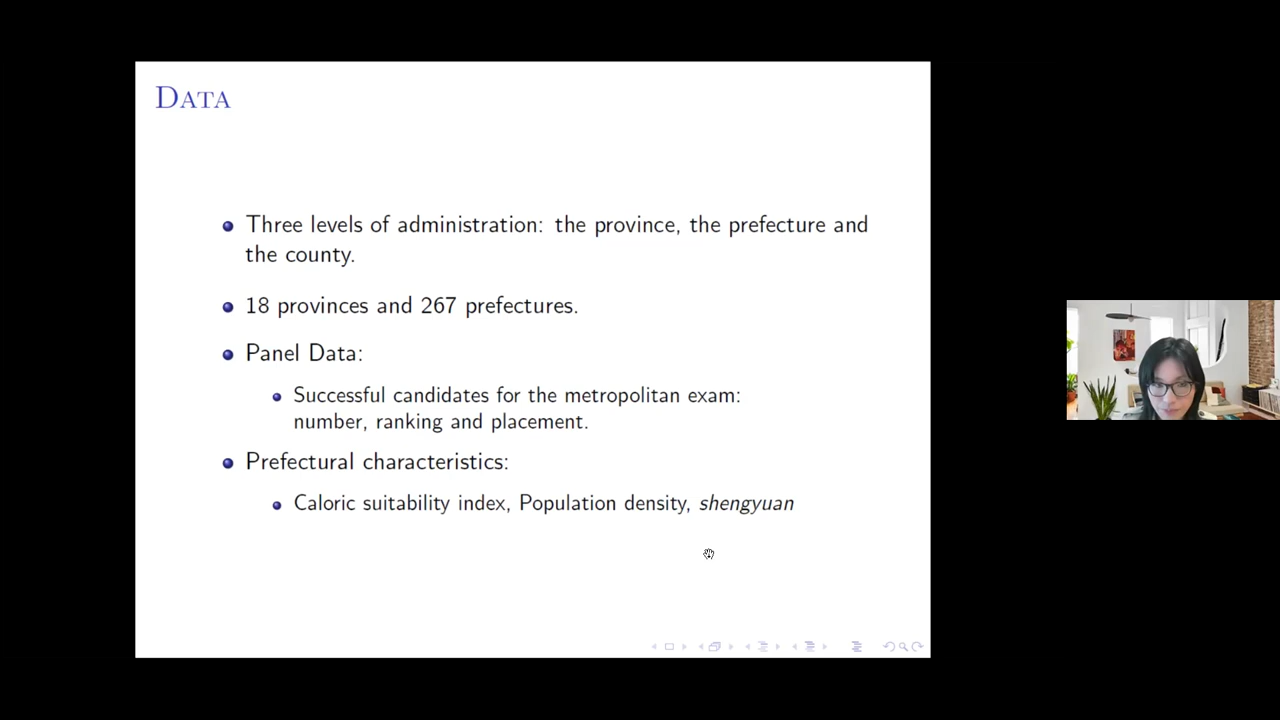 Data
Three levels of administration: the province, the prefecture and
the county.
18 provinces and 267 prefectures.
Panel Data:
Successful candidates for the metropolitan exam:
number, ranking and placement.
Prefectural characteristics:
Caloric suitability index, Population density, shengyuan